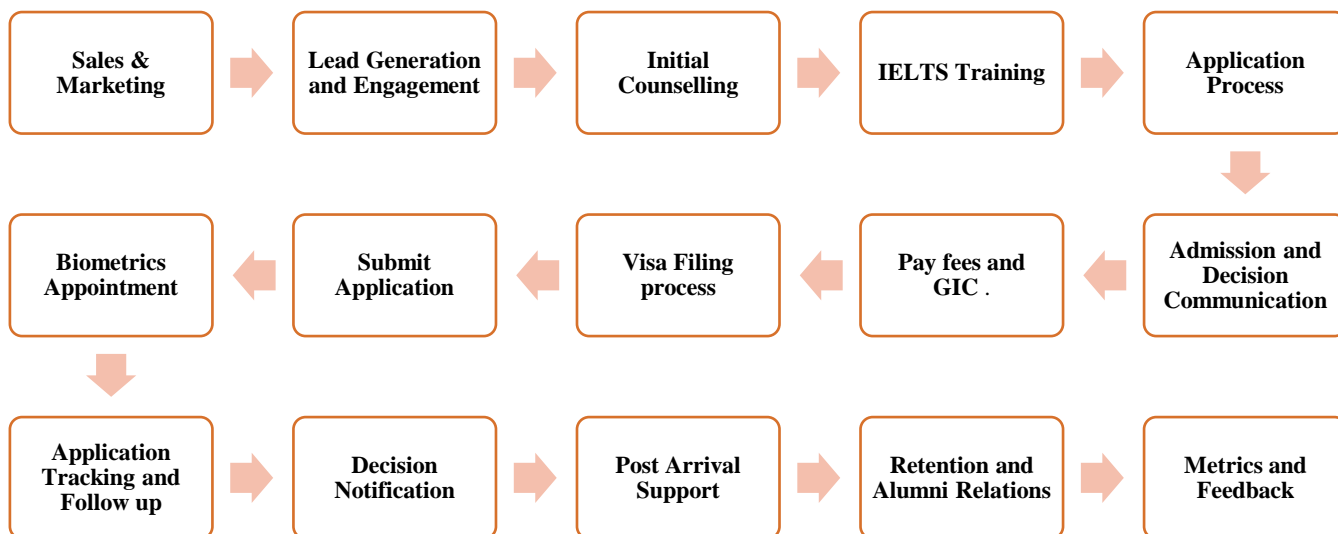 Sales &
Marketing
Lead Generation
and Engagement
Initial
Counselling
IELTS Training
Application
Process
Admission and
Decision
Communication
Pay fees and
GIC .
Visa Filing
process
Submit
Application
Biometrics
Appointment
Application
Tracking and
Follow up
Decision
Notification
Post Arrival
Support
Retention and
Alumni Relations
Metrics and
Feedback